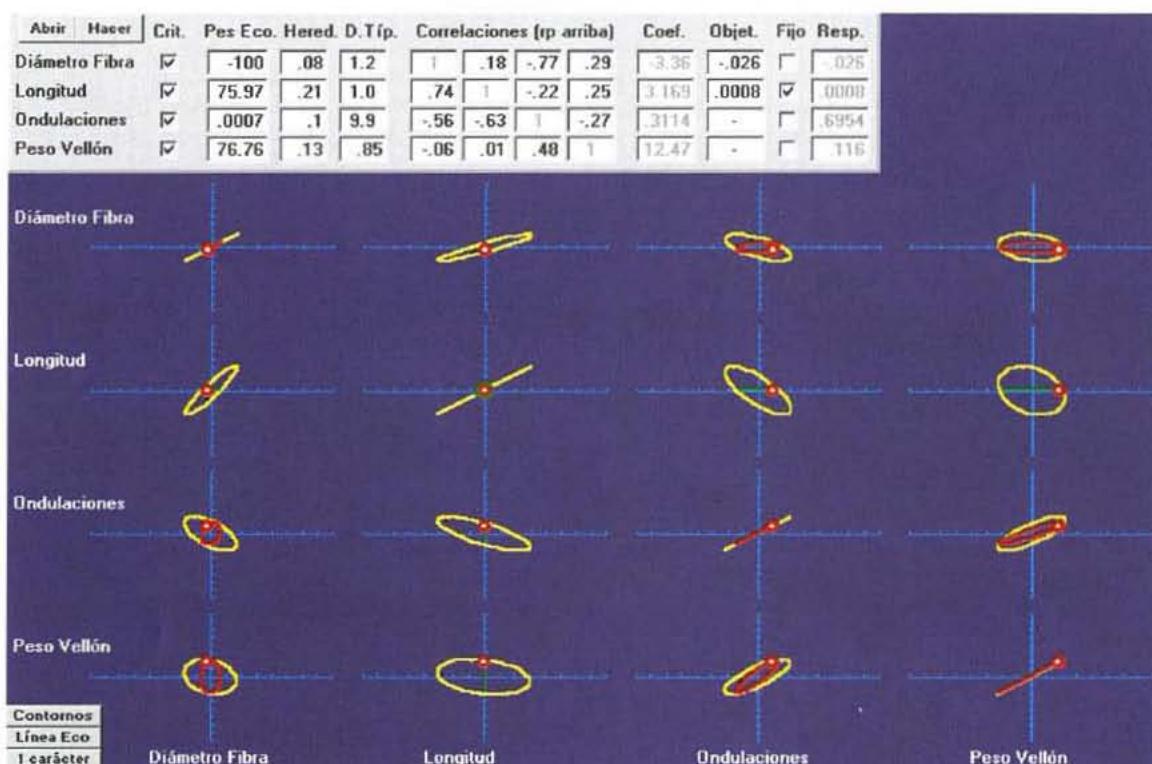 Abrir Hacer Crit. Pes Eco. Hered. D.Típ. Correlaciones (rp arriba) Coef. Objet. Fijo Resp.
Diámetro Fibra -100 .08 1.2 1 .18 -.77 .29 -3.36 -.026 -.026
Longitud 75.97 .21 1.0 .74 1 -.22 .25 3.169 .0008 .0008
Ondulaciones .0007 .1 9.9 -.56 -.63 1 -.27 .3114 - .6954
Peso Vellón 76.76 .13 .85 -.06 .01 .48 1 12.47 - .116
Diámetro Fibra
Longitud
Ondulaciones
Peso Vellón
Contornos
Línea Eco
1 carácter
Diámetro Fibra Longitud Ondulaciones Peso Vellón